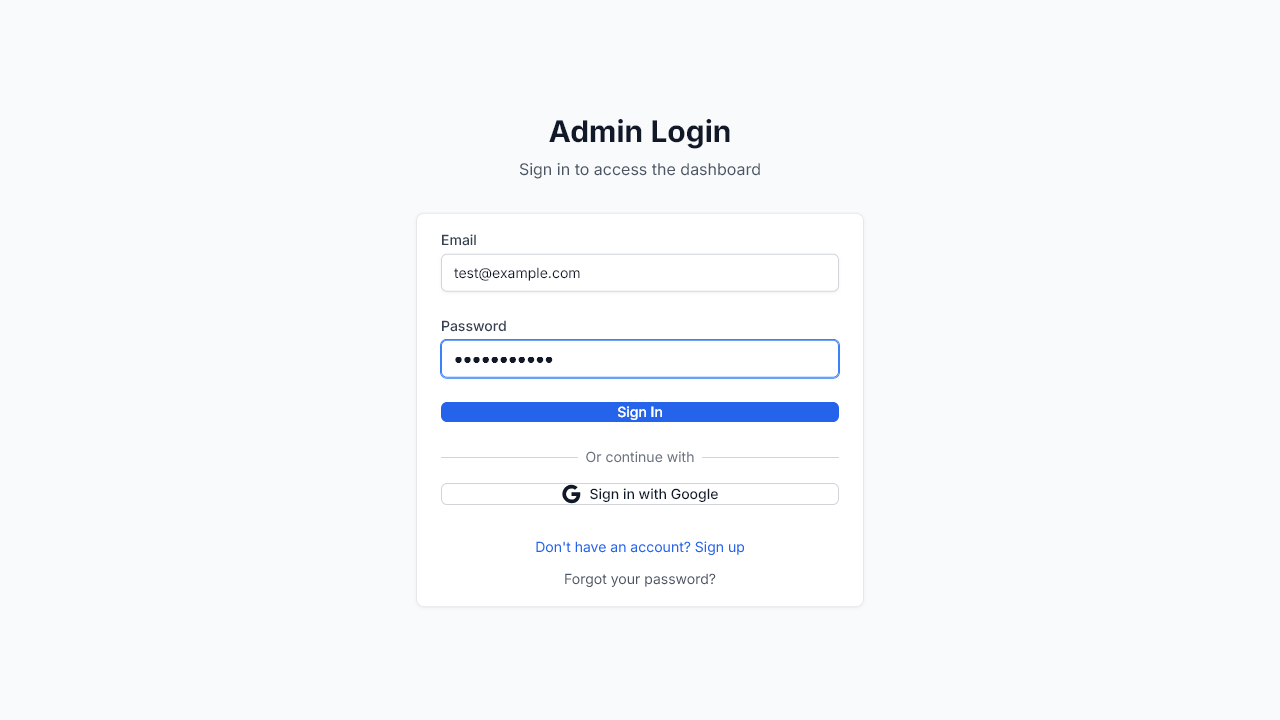 Admin Login
Sign in to access the dashboard
Email
test@example.com
Password
●●●●●●●●●●●
Sign In
Or continue with
Sign in with Google
Don't have an account? Sign up
Forgot your password?